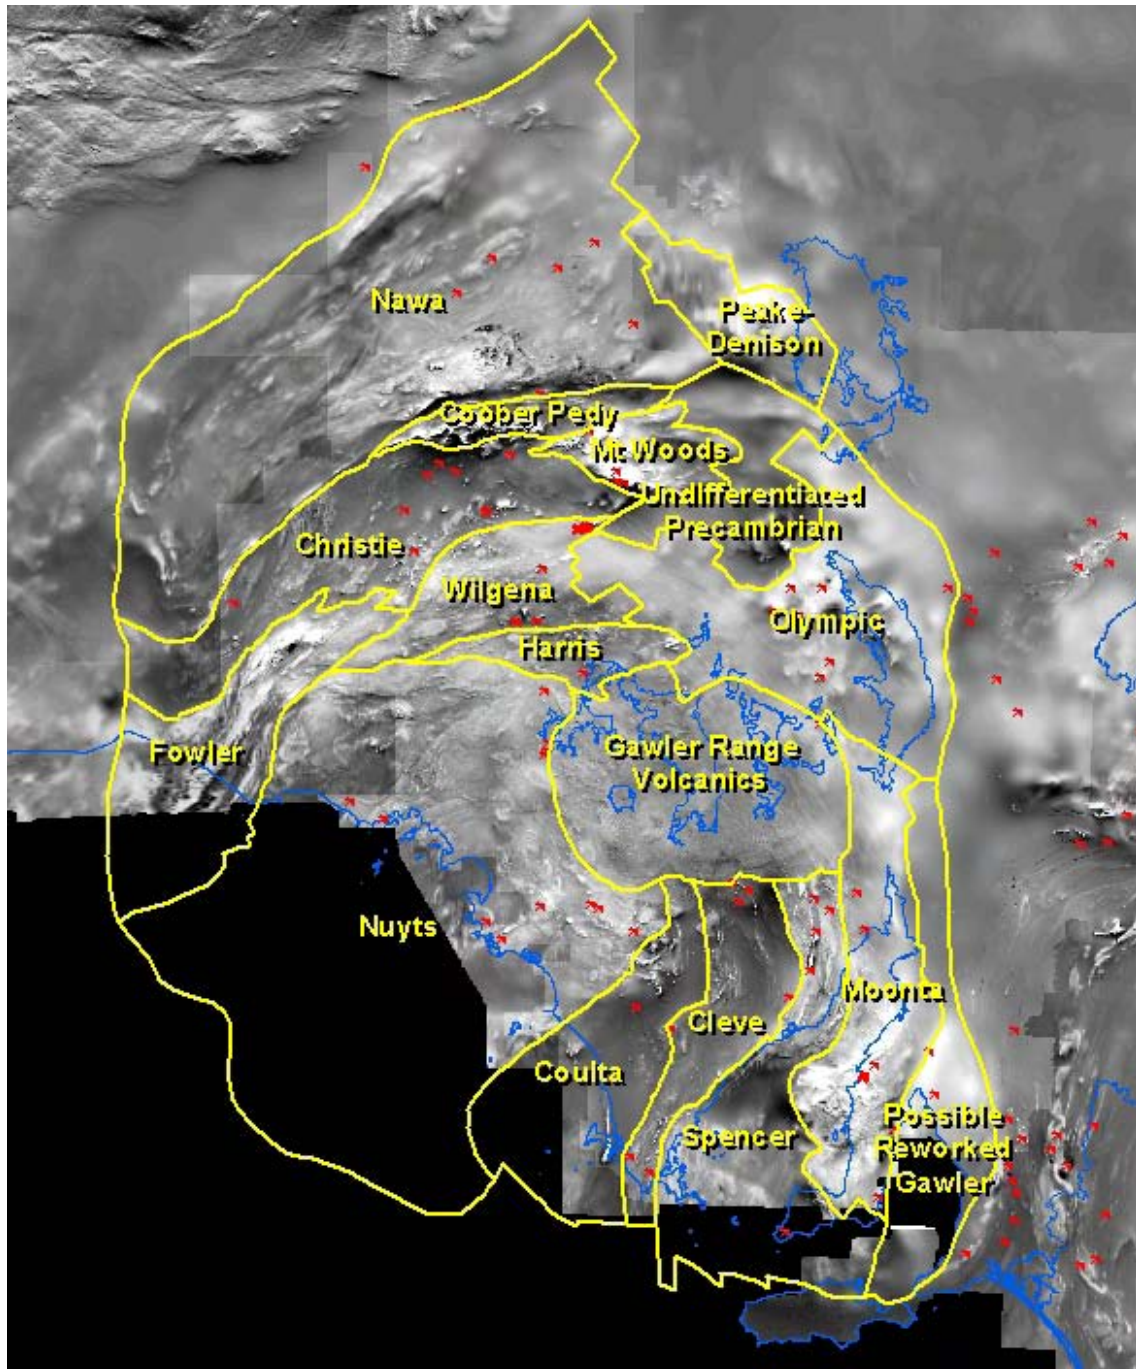 Nawa
Peake-
Denison
Coober Pedy
Mt Woods
Undifferentiated
Precambrian
Christie
Wilgena
Olympic
Harris
Fowler
Gawler Range
Volcanics
Nuyts
Moonta
Cleve
Coulta
Spencer
Possible
Reworked
Gawler